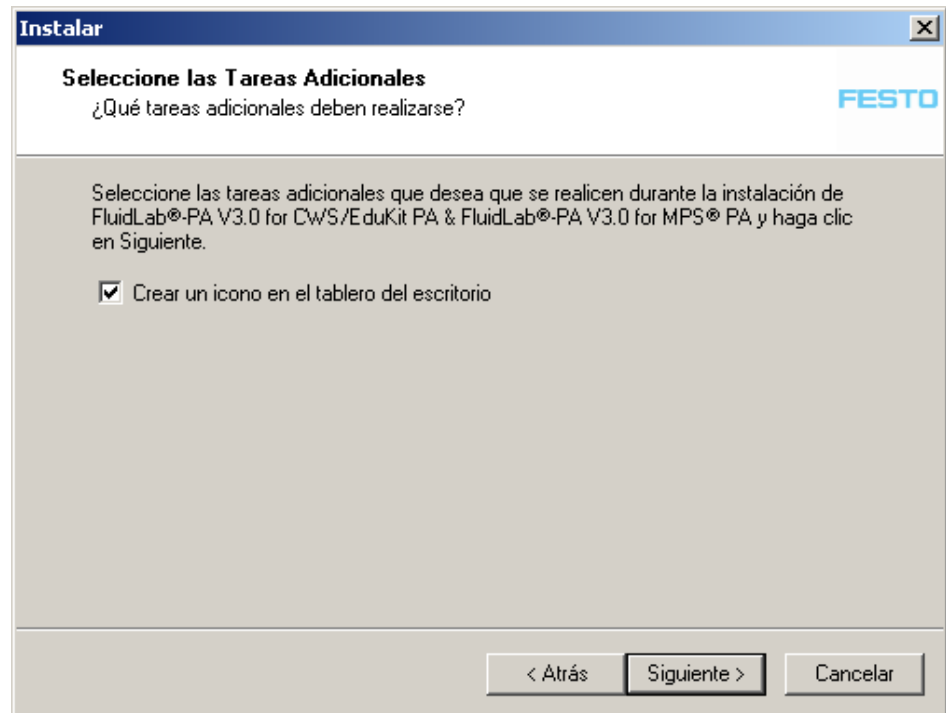 Instalar
Seleccione las Tareas Adicionales
¿Qué tareas adicionales deben realizarse?
FESTO
Seleccione las tareas adicionales que desea que se realicen durante la instalación de
FluidLab®-PA V3.0 for CWS/EduKit PA & FluidLab®-PA V3.0 for MPS® PA y haga clic
en Siguiente.
Crear un icono en el tablero del escritorio
< Atrás
Siguiente >
Cancelar